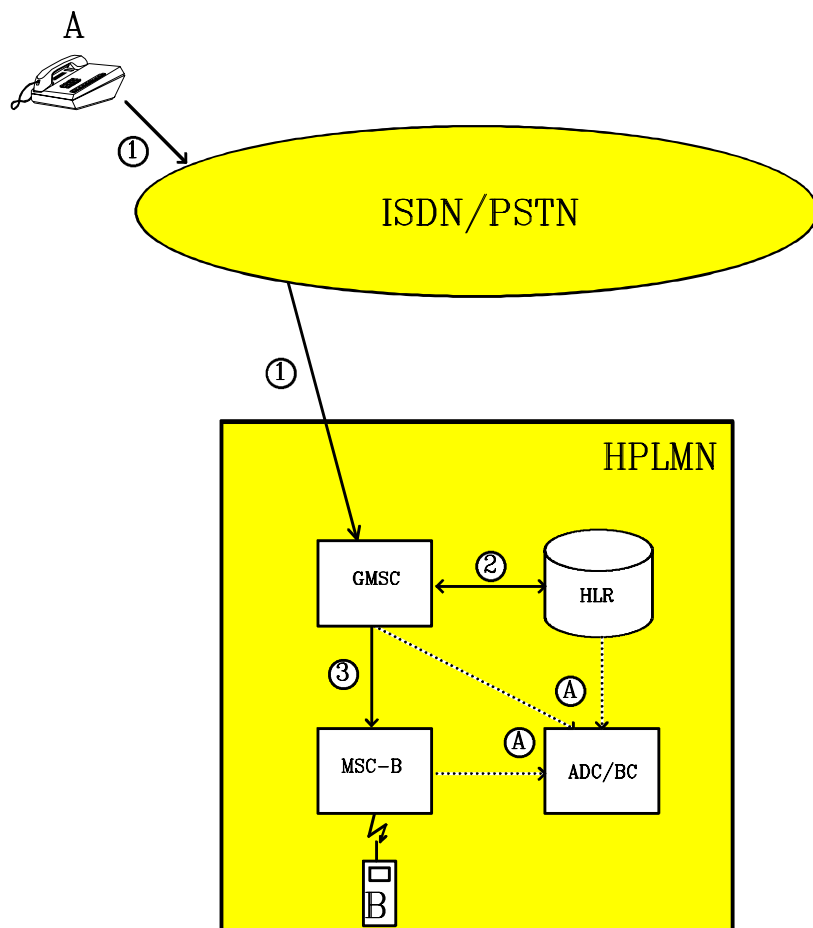 A
①
ISDN/PSTN
①
HPLMN
GMSC
②
HLR
③
Ⓐ
Ⓐ
MSC-B
ADC/BC
B